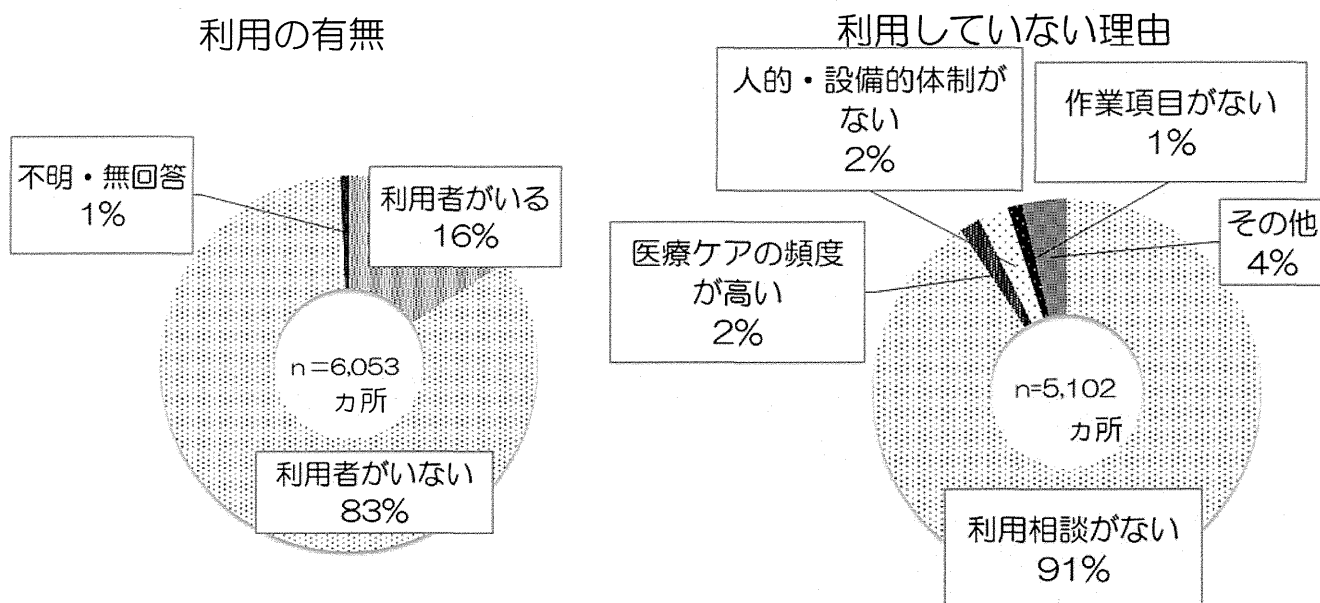 利用の有無
不明・無回答
1%
利用者がいる
16%
n=6,053
ヵ所
利用者がいない
83%
利用していない理由
人的・設備的体制が
ない
2%
作業項目がない
1%
医療ケアの頻度
が高い
2%
その他
4%
n=5,102
ヵ所
利用相談がない
91%